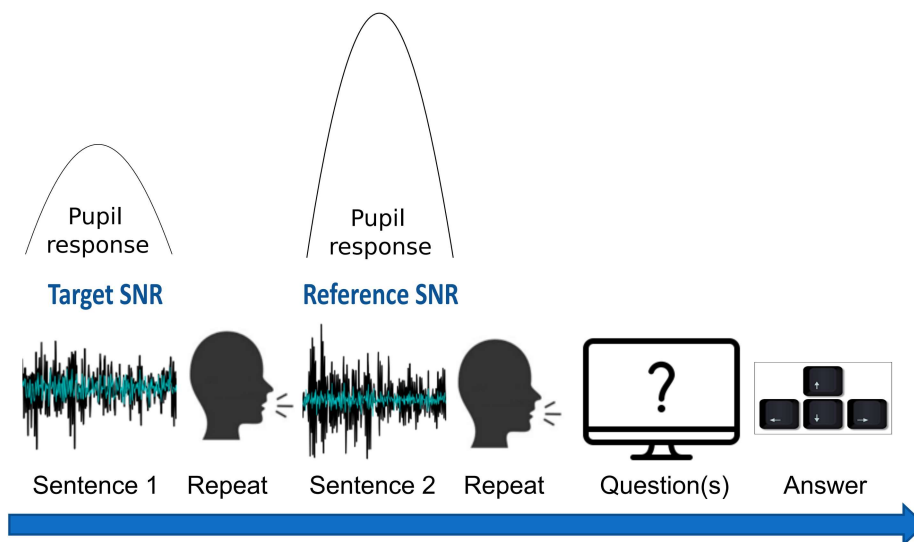 Pupil
response
Pupil
response
Target SNR
Reference SNR
?
↑
← ↓ →
Sentence 1
Repeat
Sentence 2
Repeat
Question(s)
Answer